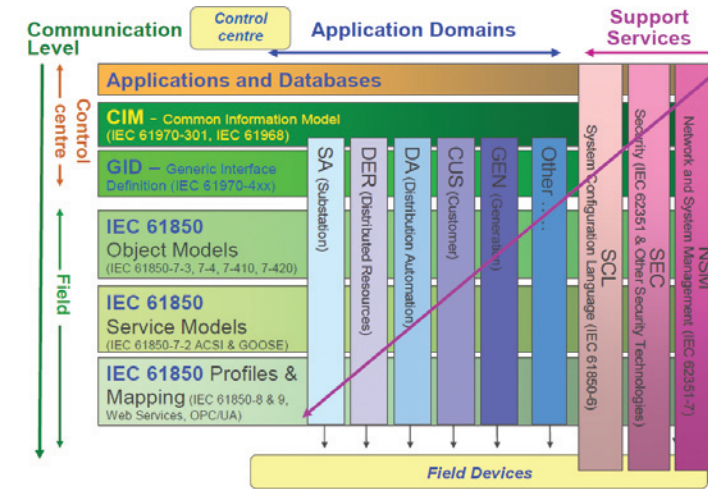 Communication
Level
Control
centre
Application Domains
Support
Services
Control
centre
Field
Applications and Databases
CIM – Common Information Model
(IEC 61970-301, IEC 61968)
GID – Generic Interface
Definition (IEC 61970-4xx)
IEC 61850
Object Models
(IEC 61850-7-3, 7-4, 7-410, 7-420)
IEC 61850
Service Models
(IEC 61850-7-2 ACSI & GOOSE)
IEC 61850 Profiles &
Mapping (IEC 61850-8 & 9,
Web Services, OPC/UA)
SA (Substation)
DER (Distributed Resources)
DA (Distribution Automation)
CUS (Customer)
GEN (Generation)
Other .....
SCL
System Configuration Language (IEC 61850-6)
SEC
Security (IEC 62351 & Other Security Technologies)
NSM
Network and System Management (IEC 62351-7)
Field Devices